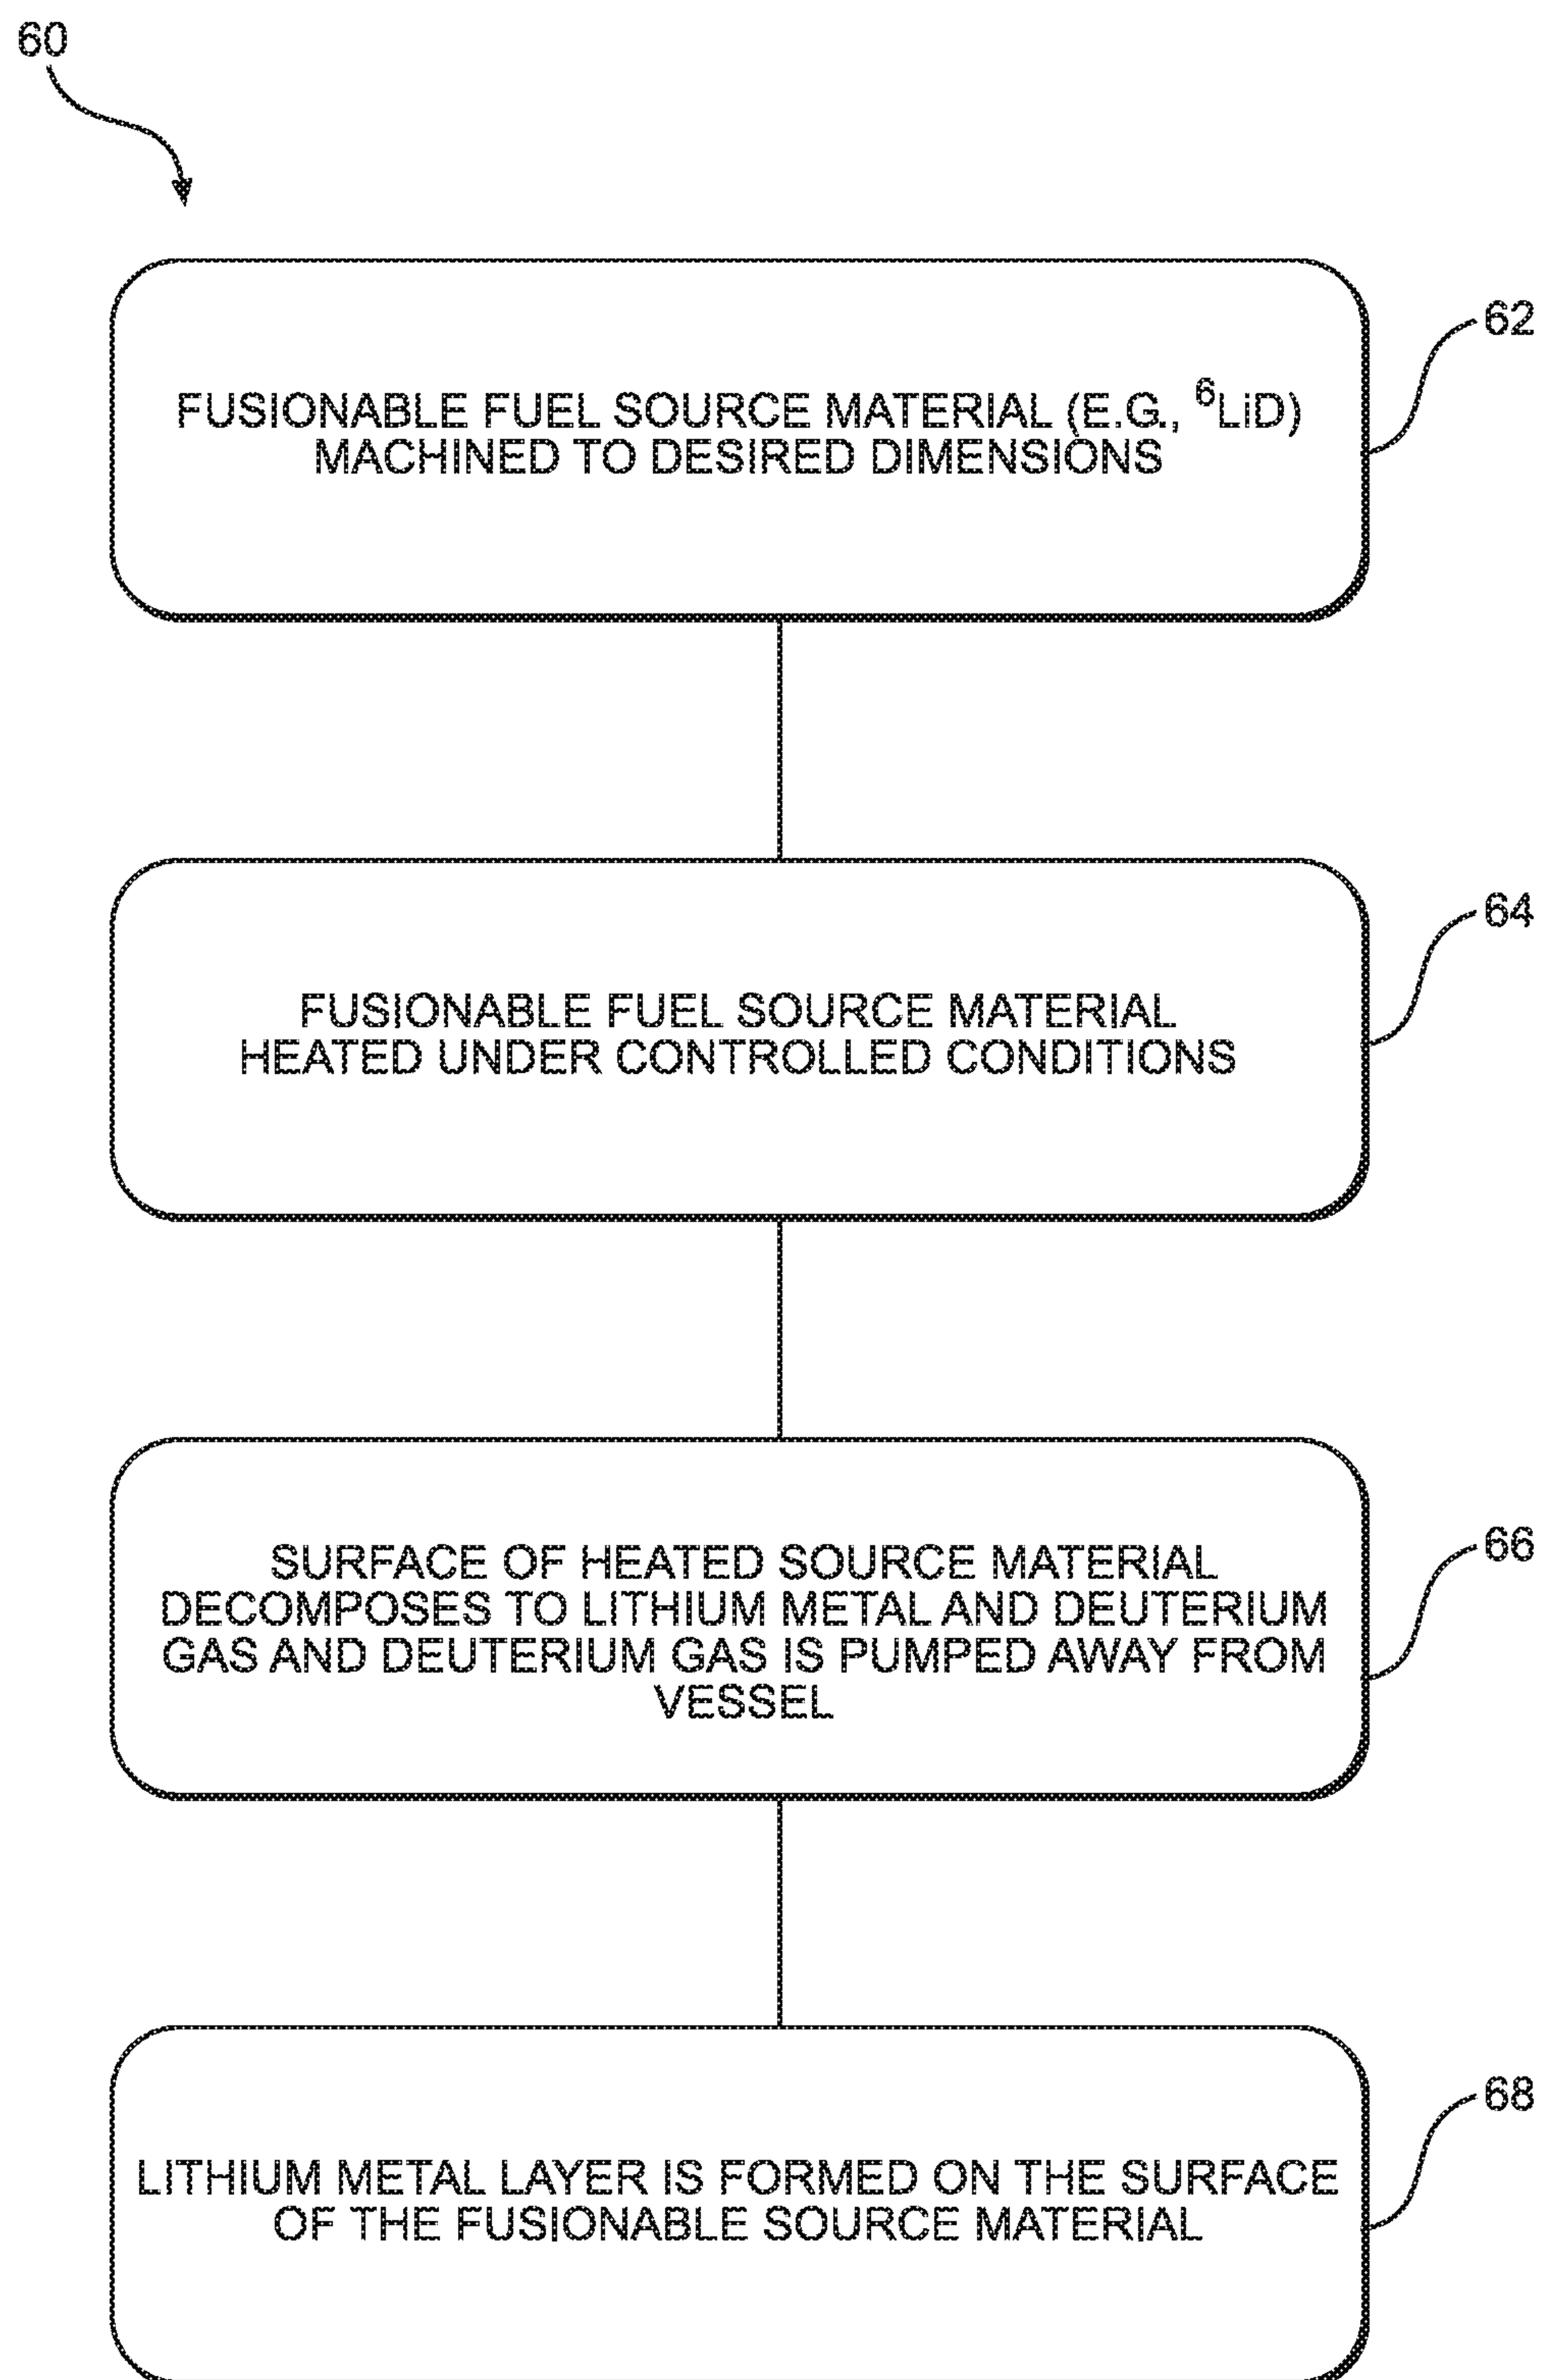 60
62
FUSIONABLE FUEL SOURCE MATERIAL (E.G., ⁶LiD)
MACHINED TO DESIRED DIMENSIONS
64
FUSIONABLE FUEL SOURCE MATERIAL
HEATED UNDER CONTROLLED CONDITIONS
66
SURFACE OF HEATED SOURCE MATERIAL
DECOMPOSES TO LITHIUM METAL AND DEUTERIUM
GAS AND DEUTERIUM GAS IS PUMPED AWAY FROM
VESSEL
68
LITHIUM METAL LAYER IS FORMED ON THE SURFACE
OF THE FUSIONABLE SOURCE MATERIAL